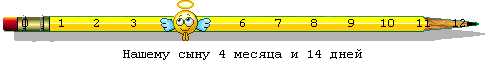 0 1 2 3 6 7 8 9 10 11 12
Нашему сыну 4 месяца и 14 дней